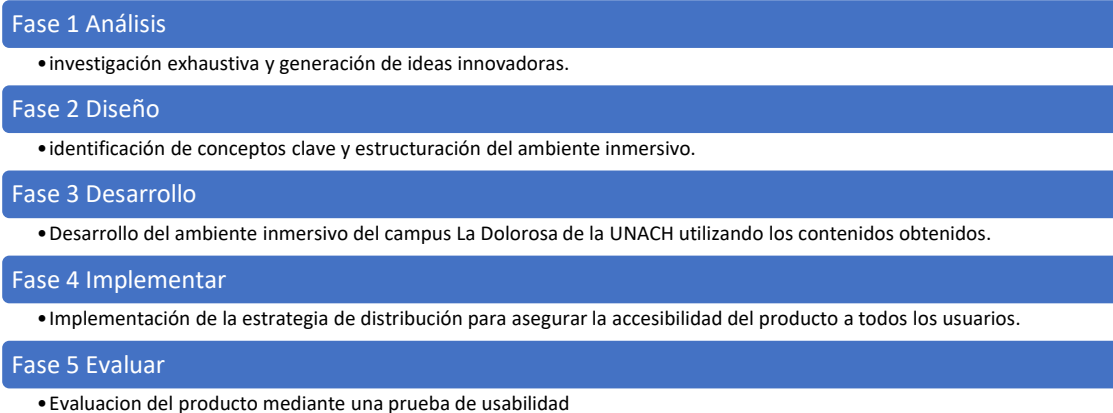 Fase 1 Análisis
•investigación exhaustiva y generación de ideas innovadoras.
Fase 2 Diseño
•identificación de conceptos clave y estructuración del ambiente inmersivo.
Fase 3 Desarrollo
•Desarrollo del ambiente inmersivo del campus La Dolorosa de la UNACH utilizando los contenidos obtenidos.
Fase 4 Implementar
•Implementación de la estrategia de distribución para asegurar la accesibilidad del producto a todos los usuarios.
Fase 5 Evaluar
•Evaluacion del producto mediante una prueba de usabilidad